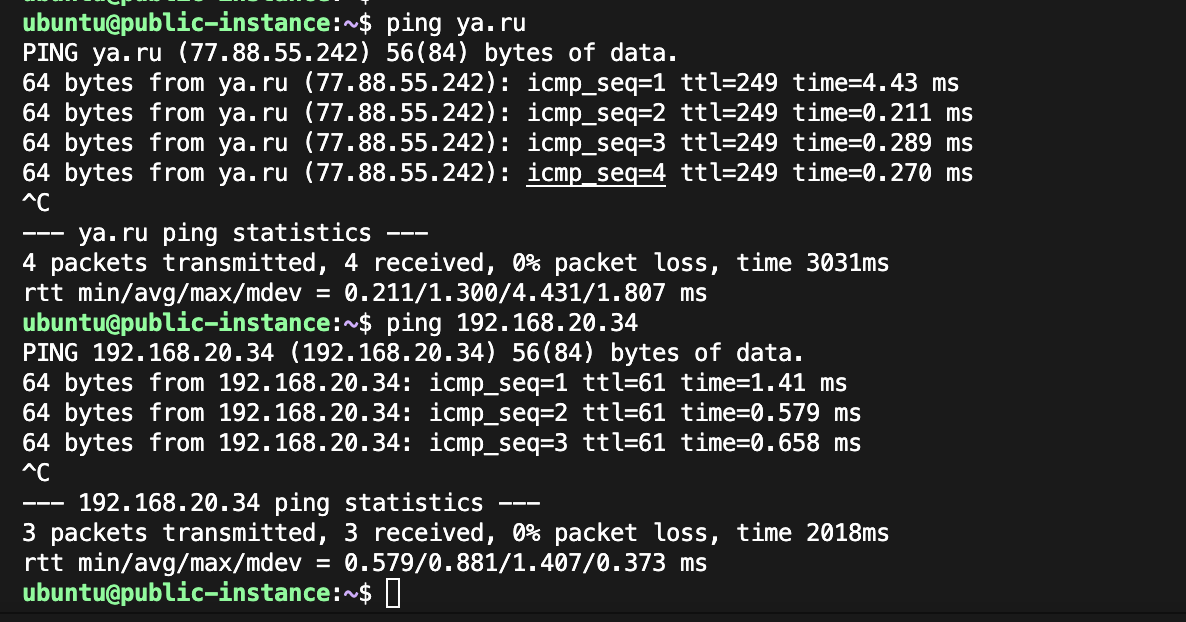 ubuntu@public-instance:~$ ping ya.ru
PING ya.ru (77.88.55.242) 56(84) bytes of data.
64 bytes from ya.ru (77.88.55.242): icmp_seq=1 ttl=249 time=4.43 ms
64 bytes from ya.ru (77.88.55.242): icmp_seq=2 ttl=249 time=0.211 ms
64 bytes from ya.ru (77.88.55.242): icmp_seq=3 ttl=249 time=0.289 ms
64 bytes from ya.ru (77.88.55.242): icmp_seq=4 ttl=249 time=0.270 ms
^C
--- ya.ru ping statistics ---
4 packets transmitted, 4 received, 0% packet loss, time 3031ms
rtt min/avg/max/mdev = 0.211/1.300/4.431/1.807 ms
ubuntu@public-instance:~$ ping 192.168.20.34
PING 192.168.20.34 (192.168.20.34) 56(84) bytes of data.
64 bytes from 192.168.20.34: icmp_seq=1 ttl=61 time=1.41 ms
64 bytes from 192.168.20.34: icmp_seq=2 ttl=61 time=0.579 ms
64 bytes from 192.168.20.34: icmp_seq=3 ttl=61 time=0.658 ms
^C
--- 192.168.20.34 ping statistics ---
3 packets transmitted, 3 received, 0% packet loss, time 2018ms
rtt min/avg/max/mdev = 0.579/0.881/1.407/0.373 ms
ubuntu@public-instance:~$